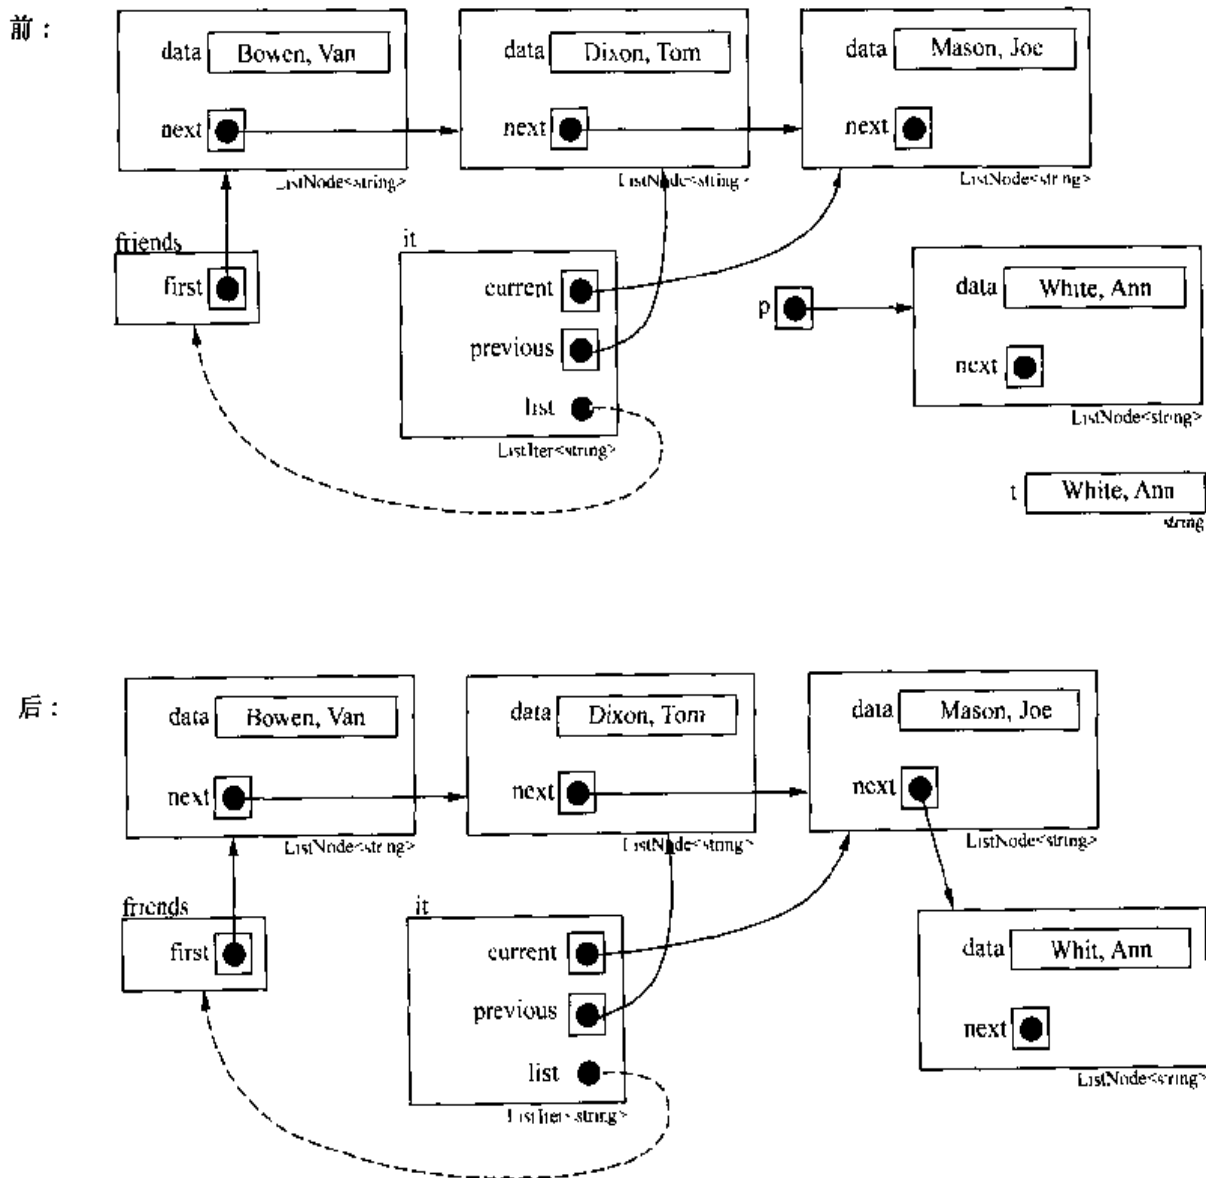 前：
data Bowen, Van
next
ListNode<string>
data Dixon, Tom
next
ListNode<string>
data Mason, Joe
next
ListNode<string>
friends
first
it
current
previous
list
ListIter<string>
p
data White, Ann
next
ListNode<string>
t White, Ann
string
后：
data Bowen, Van
next
ListNode<string>
data Dixon, Tom
next
ListNode<string>
data Mason, Joe
next
ListNode<string>
friends
first
it
current
previous
list
ListIter<string>
data Whit, Ann
next
ListNode<string>